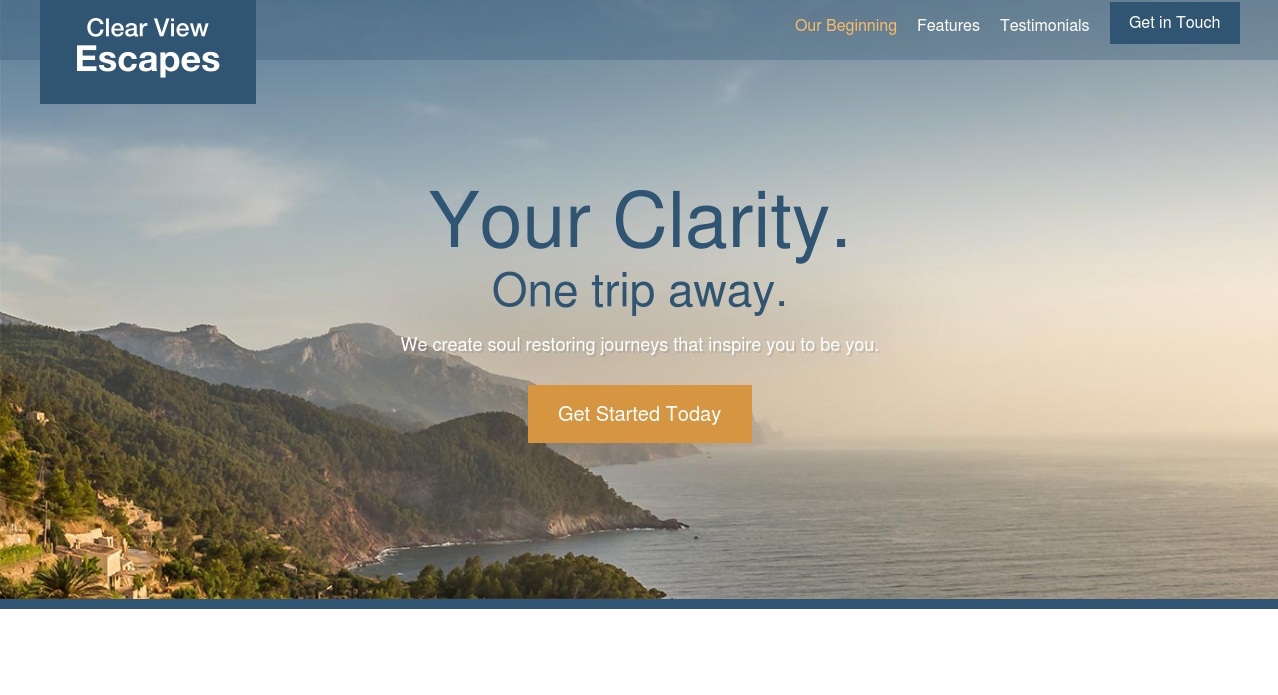 Clear View
Escapes
Our Beginning
Features
Testimonials
Get in Touch
Your Clarity.
One trip away.
We create soul restoring journeys that inspire you to be you.
Get Started Today